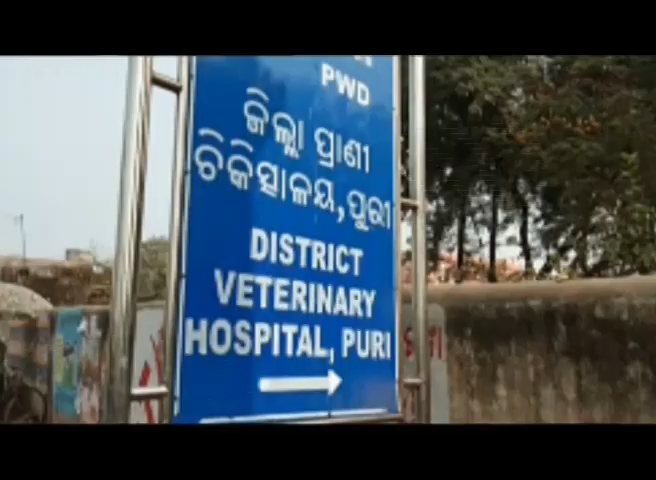 PWD
ଜିଲ୍ଲା ପ୍ରାଣୀ
ଚିକିତ୍ସାଳୟ,ପୁରୀ
DISTRICT
VETERINARY
HOSPITAL, PURI